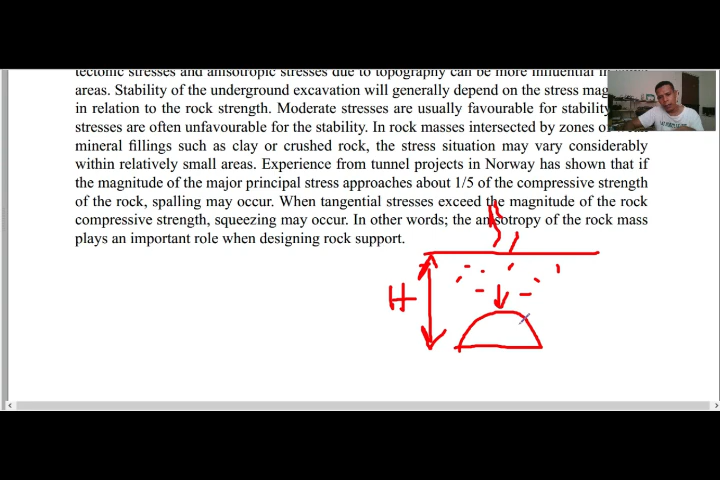 tectonic stresses and anisotropic stresses due to topography can be more influential in
areas. Stability of the underground excavation will generally depend on the stress
in relation to the rock strength. Moderate stresses are usually favourable for stability
stresses are often unfavourable for the stability. In rock masses intersected by zones
mineral fillings such as clay or crushed rock, the stress situation may vary considerably
within relatively small areas. Experience from tunnel projects in Norway has shown that if
the magnitude of the major principal stress approaches about 1/5 of the compressive strength
of the rock, spalling may occur. When tangential stresses exceed the magnitude of the rock
compressive strength, squeezing may occur. In other words; the anisotropy of the rock mass
plays an important role when designing rock support.
H